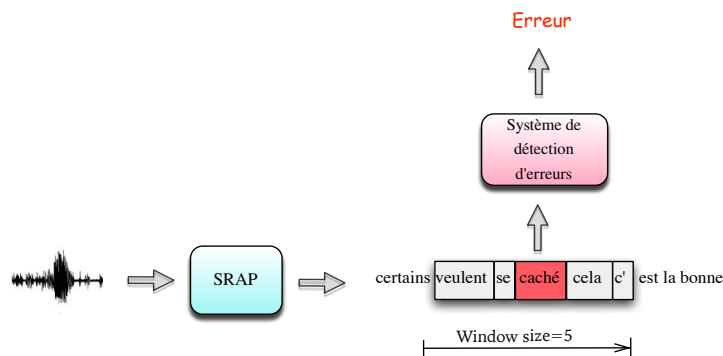 Erreur
Système de
détection
d'erreurs
SRAP
certains veulent se caché cela c' est la bonne
Window size=5